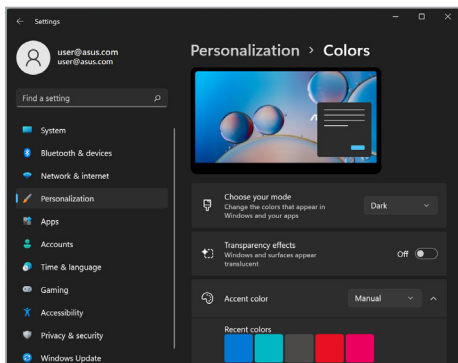 Settings
user@asus.com
user@asus.com
Find a setting
System
Bluetooth & devices
Network & internet
Personalization
Apps
Accounts
Time & language
Gaming
Accessibility
Privacy & security
Windows Update
Personalization > Colors
Choose your mode
Change the colors that appear in
Windows and your apps
Dark
Transparency effects
Windows and surfaces appear
translucent
Off
Accent color
Manual
Recent colors